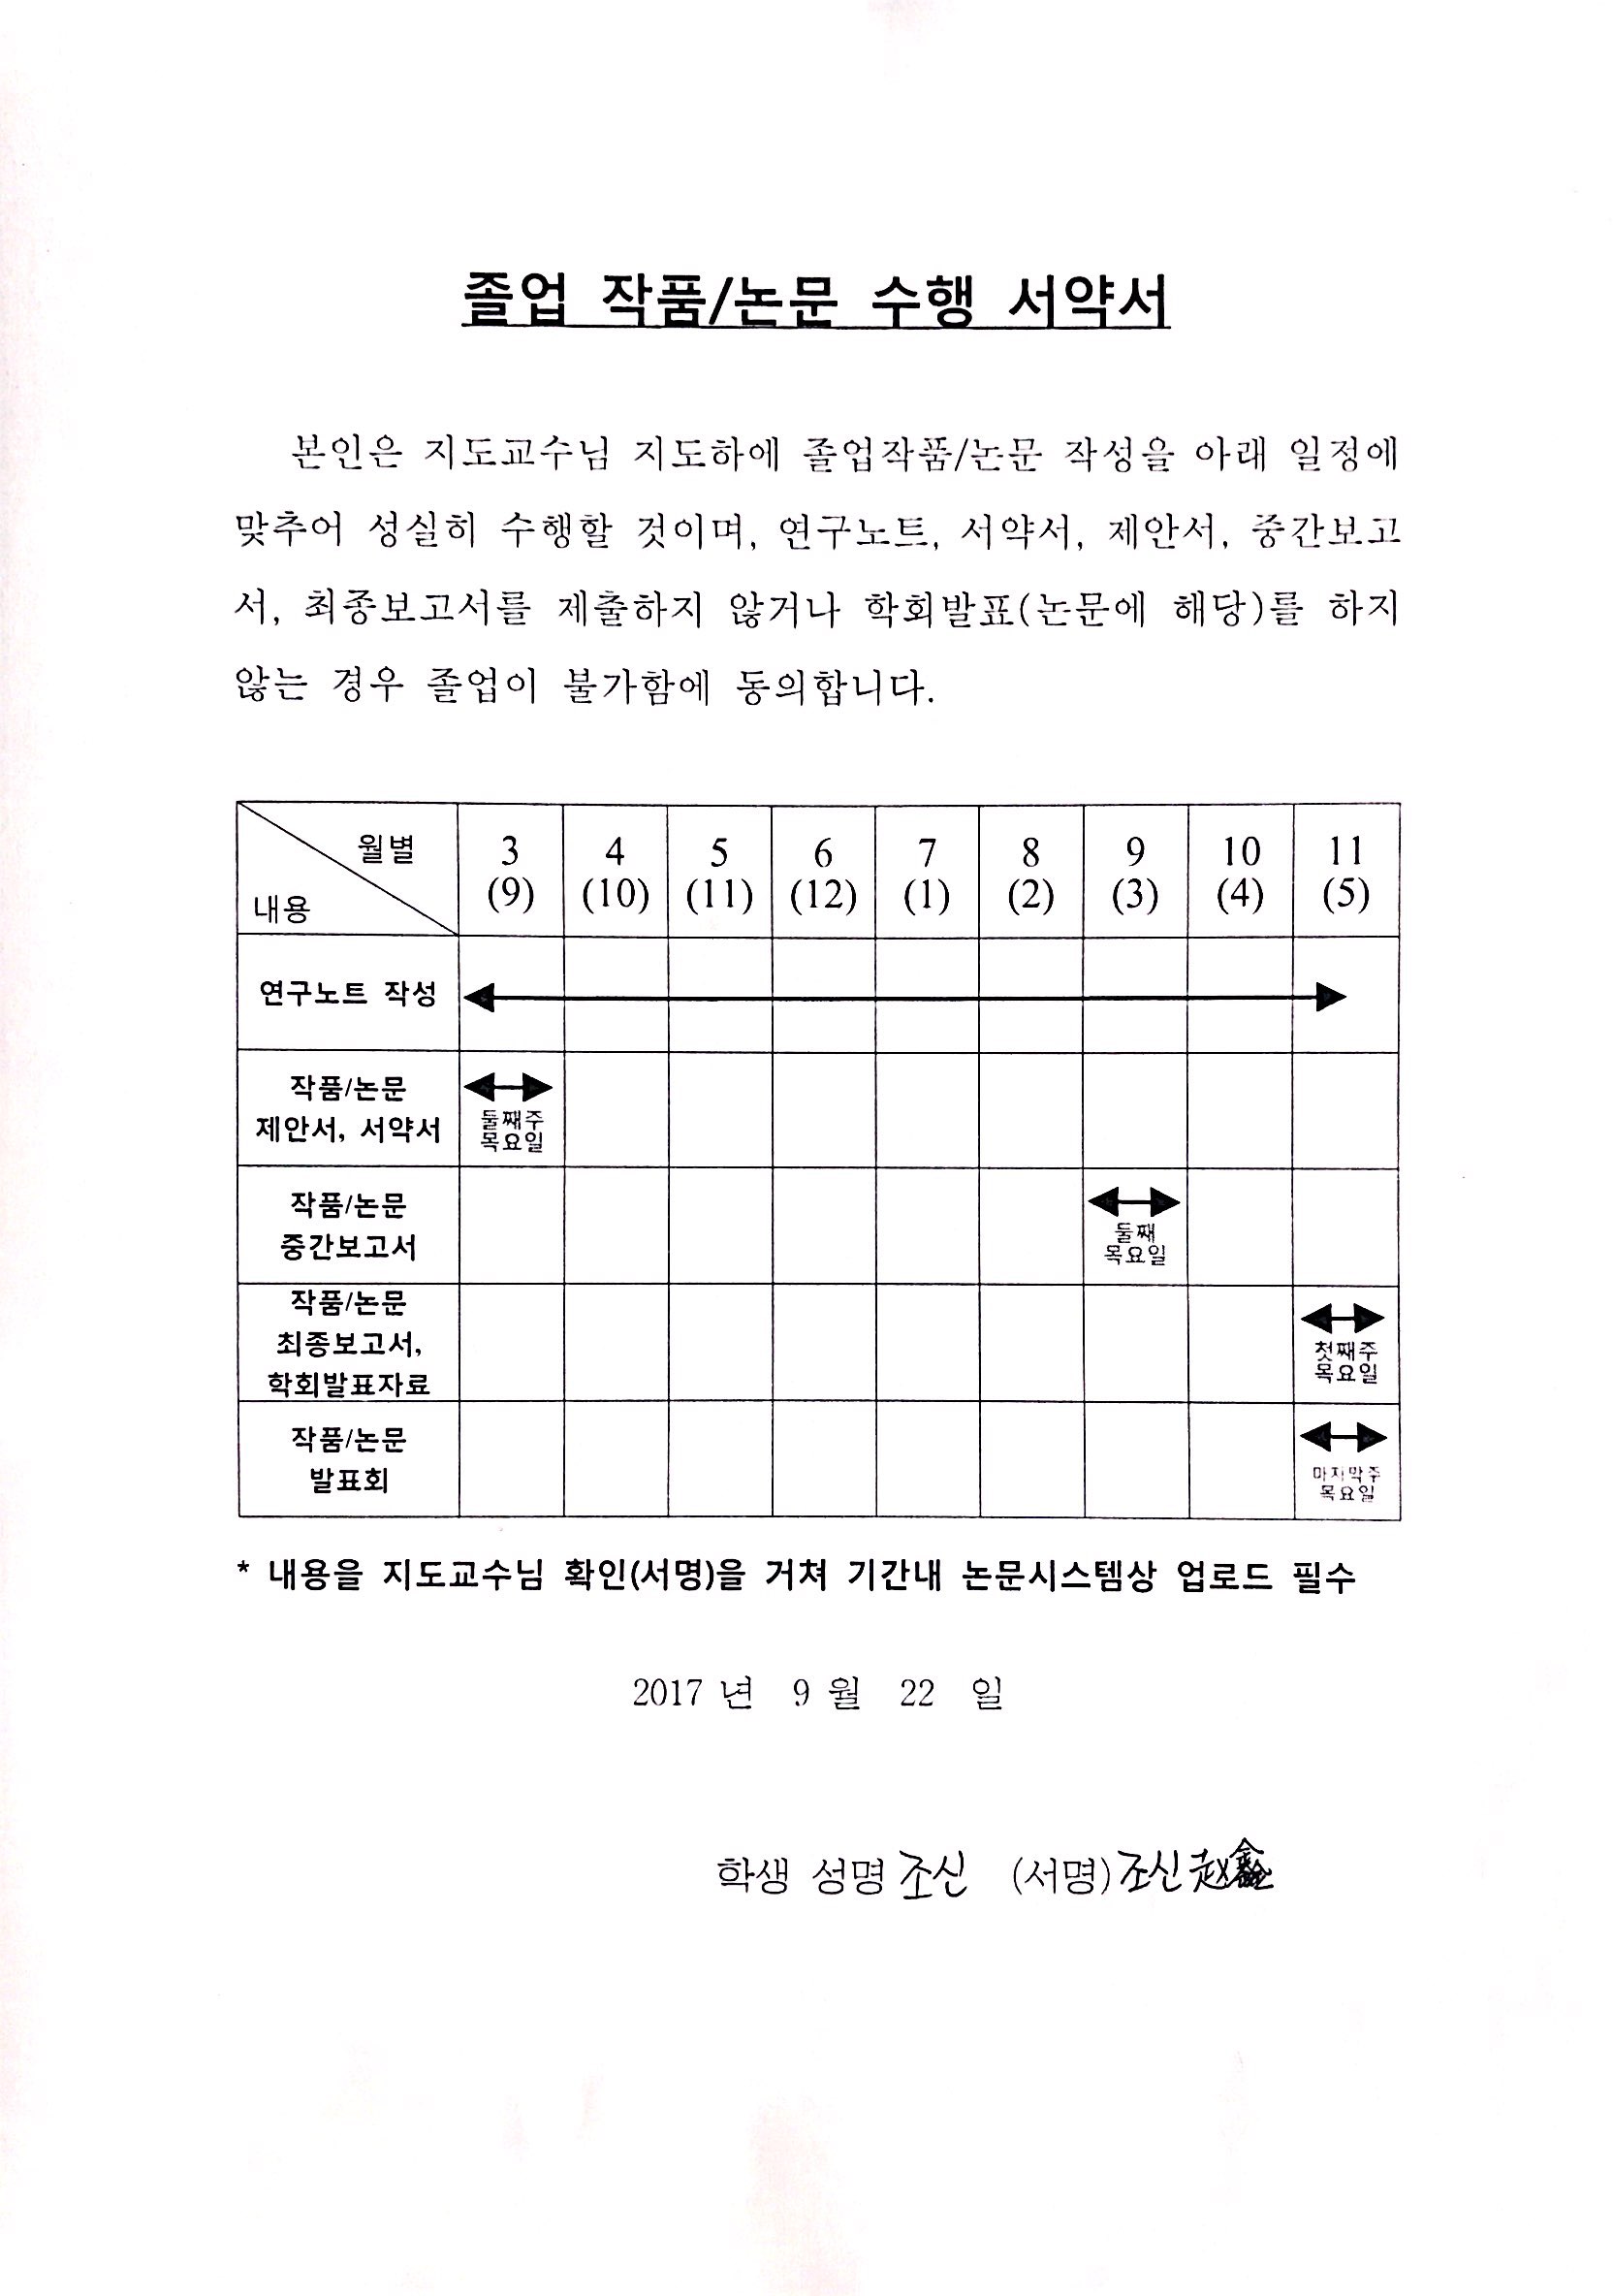 졸업 작품/논문 수행 서약서
본인은 지도교수님 지도하에 졸업작품/논문 작성을 아래 일정에
맞추어 성실히 수행할 것이며, 연구노트, 서약서, 제안서, 중간보고
서, 최종보고서를 제출하지 않거나 학회발표(논문에 해당)를 하지
않는 경우 졸업이 불가함에 동의합니다.
월별
내용
3 4 5 6 7 8 9 10 11
(9) (10) (11) (12) (1) (2) (3) (4) (5)
연구노트 작성
작품/논문
제안서, 서약서
둘째주
목요일
작품/논문
중간보고서
둘째
목요일
작품/논문
최종보고서,
학회발표자료
첫째주
목요일
작품/논문
발표회
마지막주
목요일
* 내용을 지도교수님 확인(서명)을 거쳐 기간내 논문시스템상 업로드 필수
2017 년 9 월 22 일
학생 성명 조신 (서명) 조신 赵鑫